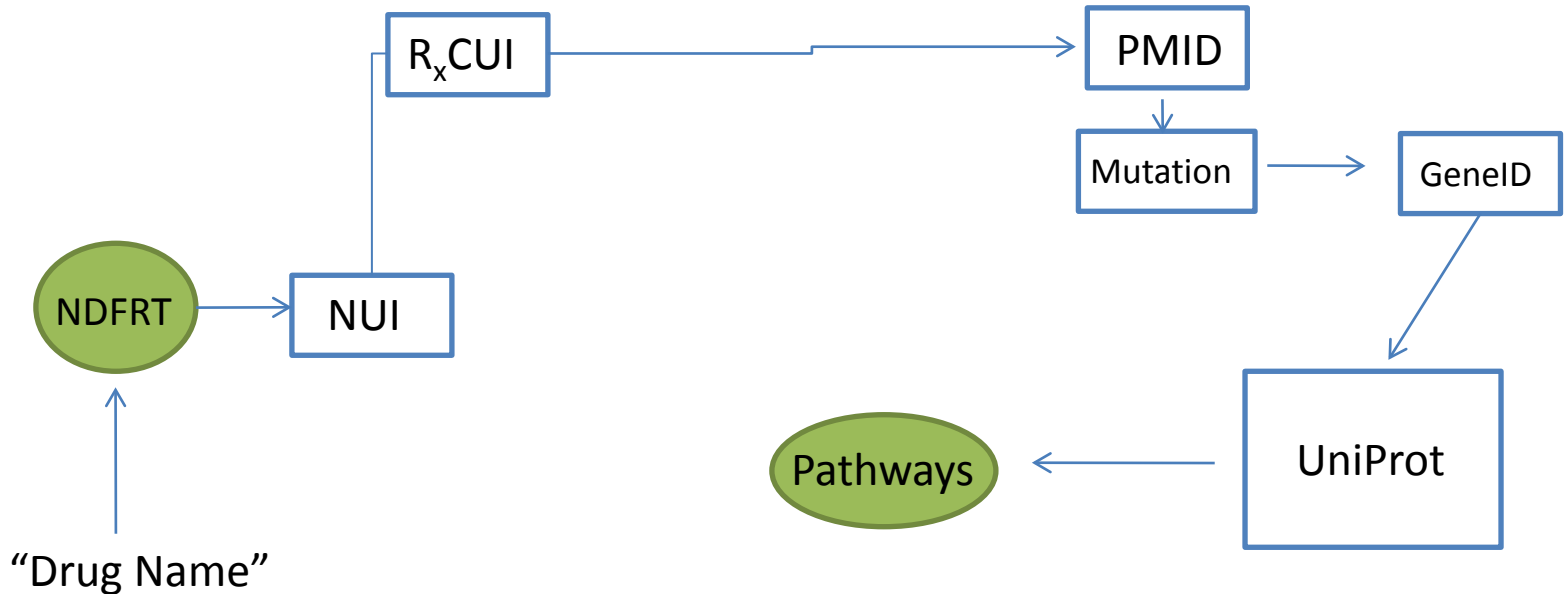 RxCUI
PMID
Mutation
GeneID
NDFRT
NUI
UniProt
Pathways
“Drug Name”